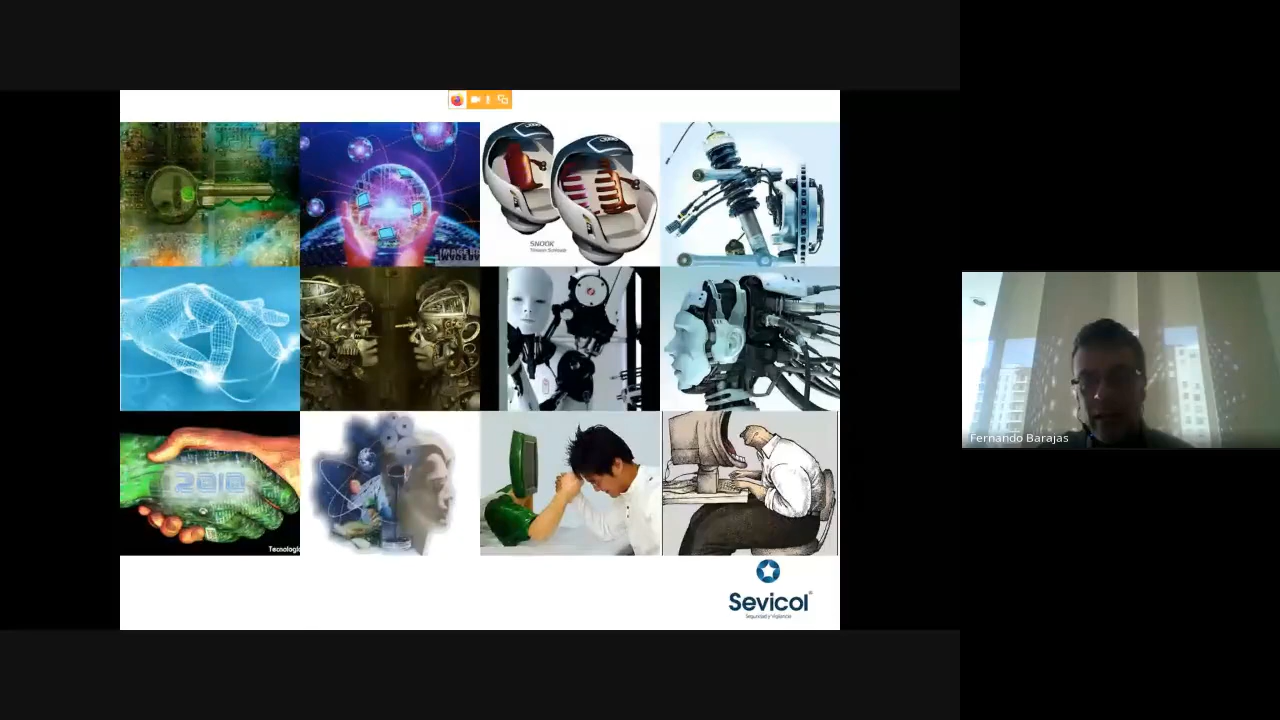 SNOOK
2010
Tecnologia
Sevicol
Seguridad y Vigilancia
Fernando Barajas